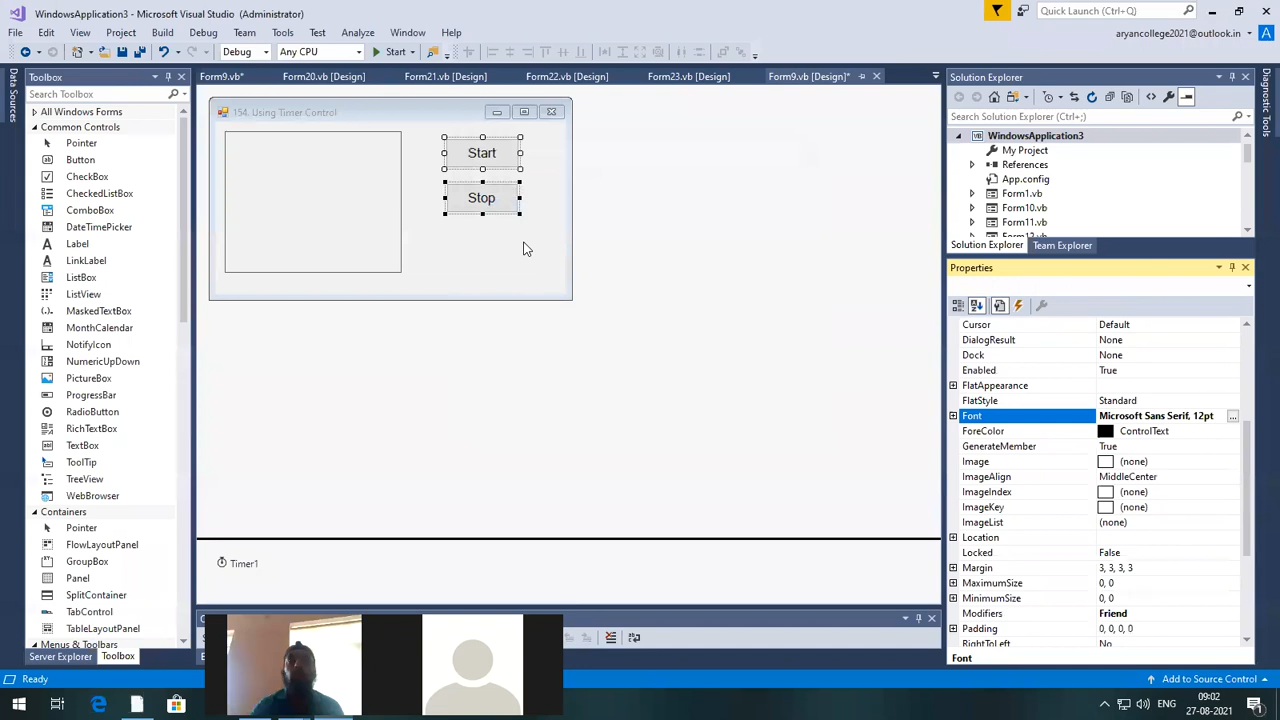 WindowsApplication3 - Microsoft Visual Studio (Administrator)
Quick Launch (Ctrl+Q)
File Edit View Project Build Debug Team Tools Test Analyze Window Help
aryancollege2021@outlook.in
A
Debug Any CPU Start
Data Sources
Toolbox
Search Toolbox
All Windows Forms
Common Controls
Pointer
Button
CheckBox
CheckedListBox
ComboBox
DateTimePicker
Label
LinkLabel
ListBox
ListView
MaskedTextBox
MonthCalendar
NotifyIcon
NumericUpDown
PictureBox
ProgressBar
RadioButton
RichTextBox
TextBox
ToolTip
TreeView
WebBrowser
Containers
Pointer
FlowLayoutPanel
GroupBox
Panel
SplitContainer
TabControl
TableLayoutPanel
Menus & Toolbars
Server Explorer Toolbox
Form9.vb* Form20.vb [Design] Form21.vb [Design] Form22.vb [Design] Form23.vb [Design] Form9.vb [Design]*
154. Using Timer Control
Start
Stop
Timer1
Solution Explorer
Search Solution Explorer (Ctrl+;)
WindowsApplication3
My Project
References
App.config
Form1.vb
Form10.vb
Form11.vb
Form12.vb
Solution Explorer Team Explorer
Diagnostic Tools
Properties
Cursor Default
DialogResult None
Dock None
Enabled True
FlatAppearance
FlatStyle Standard
Font Microsoft Sans Serif, 12pt ...
ForeColor ControlText
GenerateMember True
Image (none)
ImageAlign MiddleCenter
ImageIndex (none)
ImageKey (none)
ImageList (none)
Location
Locked False
Margin 3, 3, 3, 3
MaximumSize 0, 0
MinimumSize 0, 0
Modifiers Friend
Padding 0, 0, 0, 0
RightToLeft No
Font
Ready
Add to Source Control
ENG
09:02
27-08-2021